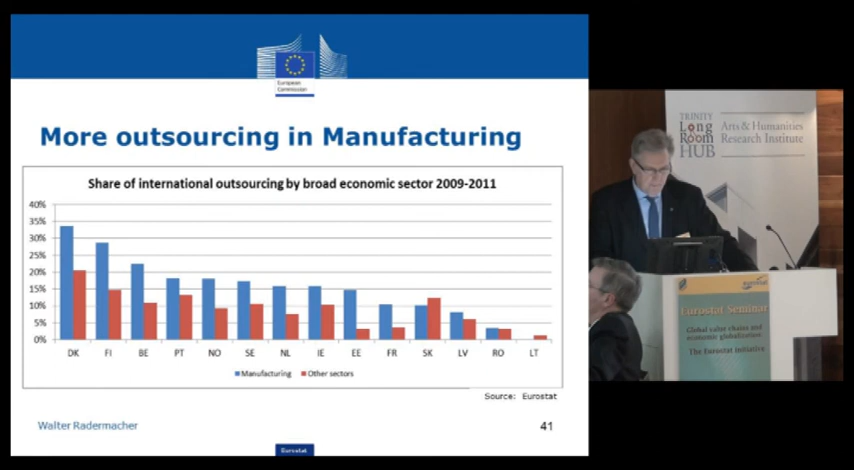 European
Commission
More outsourcing in Manufacturing
Share of international outsourcing by broad economic sector 2009-2011
40%
35%
30%
25%
20%
15%
10%
5%
0%
DK FI BE PT NO SE NL IE EE FR SK LV RO LT
Manufacturing Other sectors
Source: Eurostat
Walter Radermacher
41
Eurostat
TRINITY
LONG
ROOM
HUB
Arts & Humanities
Research Institute
eurostat
Eurostat Seminar
Global value chains and
economic globalization
The Eurostat initiative